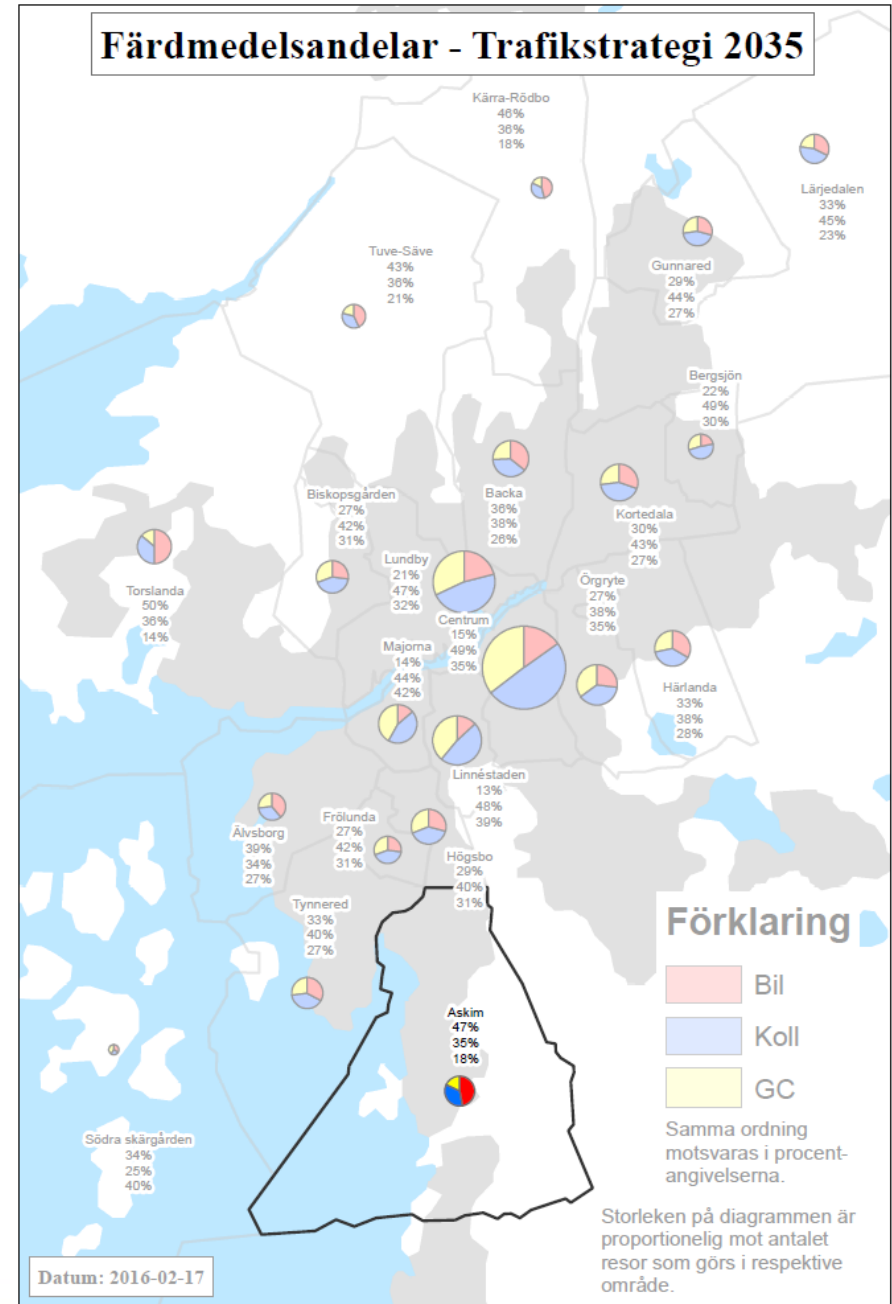 Färdmedelsandelar - Trafikstrategi 2035
Kärra-Rödbo
46%
36%
18%
Lärjedalen
33%
45%
23%
Tuve-Säve
43%
36%
21%
Gunnared
29%
44%
27%
Bergsjön
22%
49%
30%
Biskopsgården
27%
42%
31%
Backa
36%
38%
26%
Kortedala
30%
43%
27%
Torslanda
50%
36%
14%
Lundby
21%
47%
32%
Örgryte
27%
38%
35%
Centrum
15%
49%
35%
Majorna
14%
44%
42%
Härlanda
33%
38%
28%
Linnéstaden
13%
48%
39%
Älvsborg
39%
34%
27%
Frölunda
27%
42%
31%
Högsbo
29%
40%
31%
Tynnered
33%
40%
27%
Askim
47%
35%
18%
Södra skärgården
34%
25%
40%
Förklaring
Bil
Koll
GC
Samma ordning
motsvaras i procent-
angivelserna.
Storleken på diagrammen är
proportionelig mot antalet
resor som görs i respektive
område.
Datum: 2016-02-17